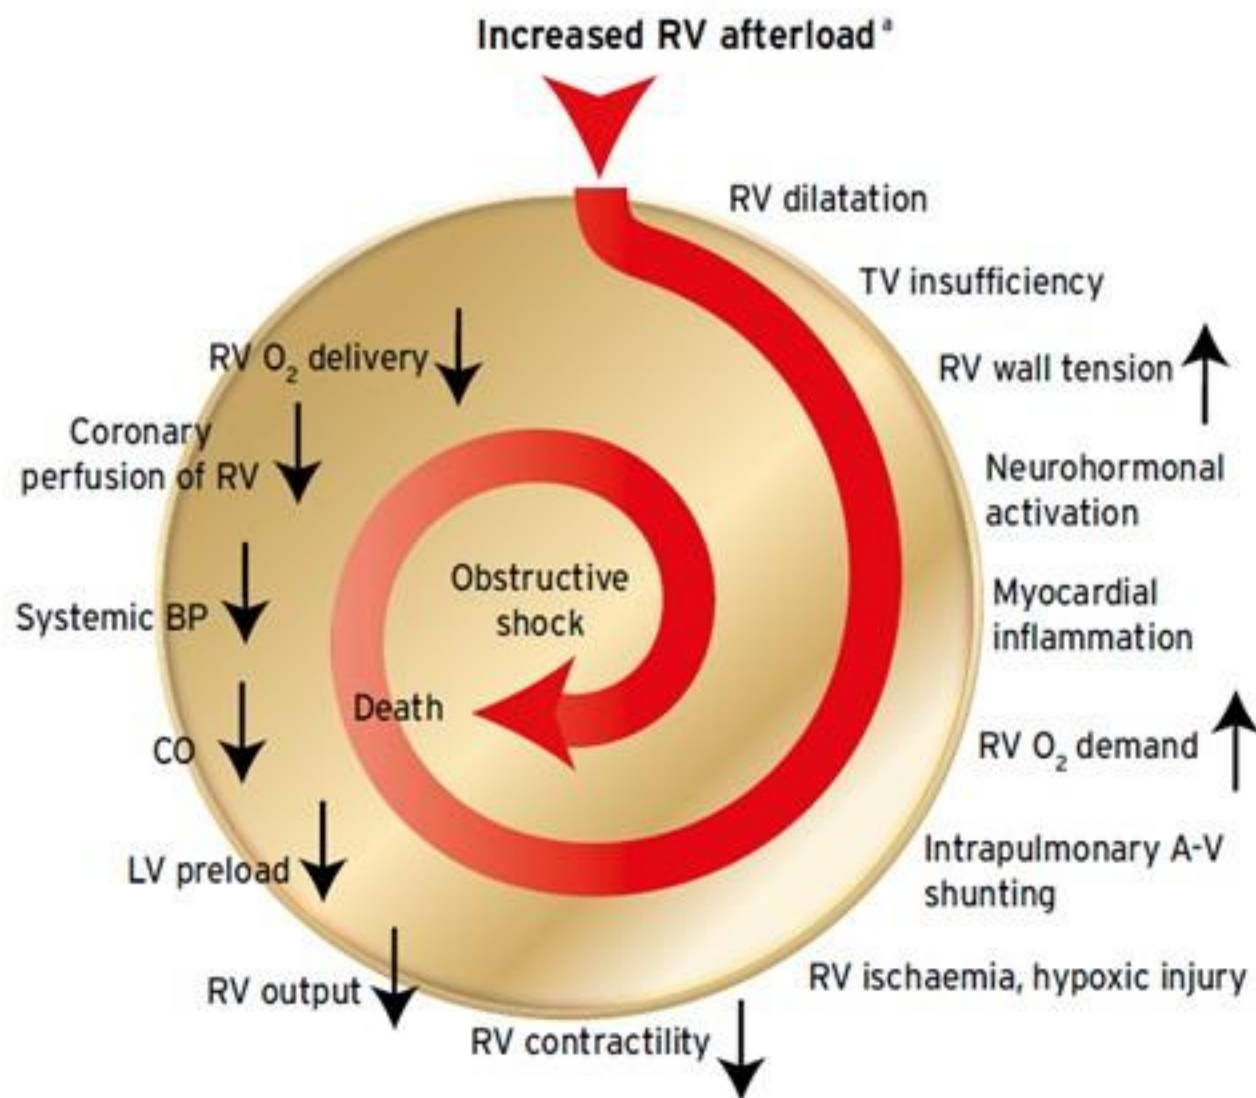 Increased RV afterloadᵃ
RV dilatation
TV insufficiency
RV wall tension
Neurohormonal
activation
Myocardial
inflammation
RV O₂ demand
Intrapulmonary A-V
shunting
RV ischaemia, hypoxic injury
RV contractility
RV output
LV preload
CO
Systemic BP
Coronary
perfusion of RV
RV O₂ delivery
Obstructive
shock
Death